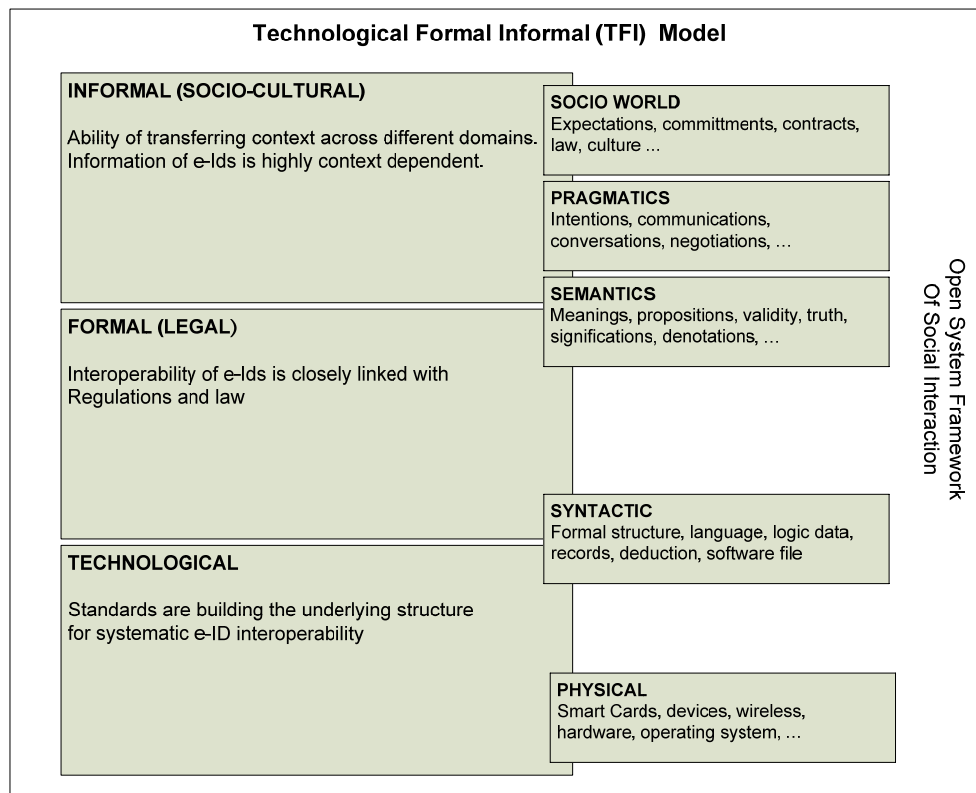 Technological Formal Informal (TFI) Model
INFORMAL (SOCIO-CULTURAL)
Ability of transferring context across different domains.
Information of e-Ids is highly context dependent.
SOCIO WORLD
Expectations, committments, contracts,
law, culture ...
PRAGMATICS
Intentions, communications,
conversations, negotiations, ...
SEMANTICS
Meanings, propositions, validity, truth,
significations, denotations, ...
FORMAL (LEGAL)
Interoperability of e-Ids is closely linked with
Regulations and law
SYNTACTIC
Formal structure, language, logic data,
records, deduction, software file
TECHNOLOGICAL
Standards are building the underlying structure
for systematic e-ID interoperability
PHYSICAL
Smart Cards, devices, wireless,
hardware, operating system, ...
Open System Framework
Of Social Interaction